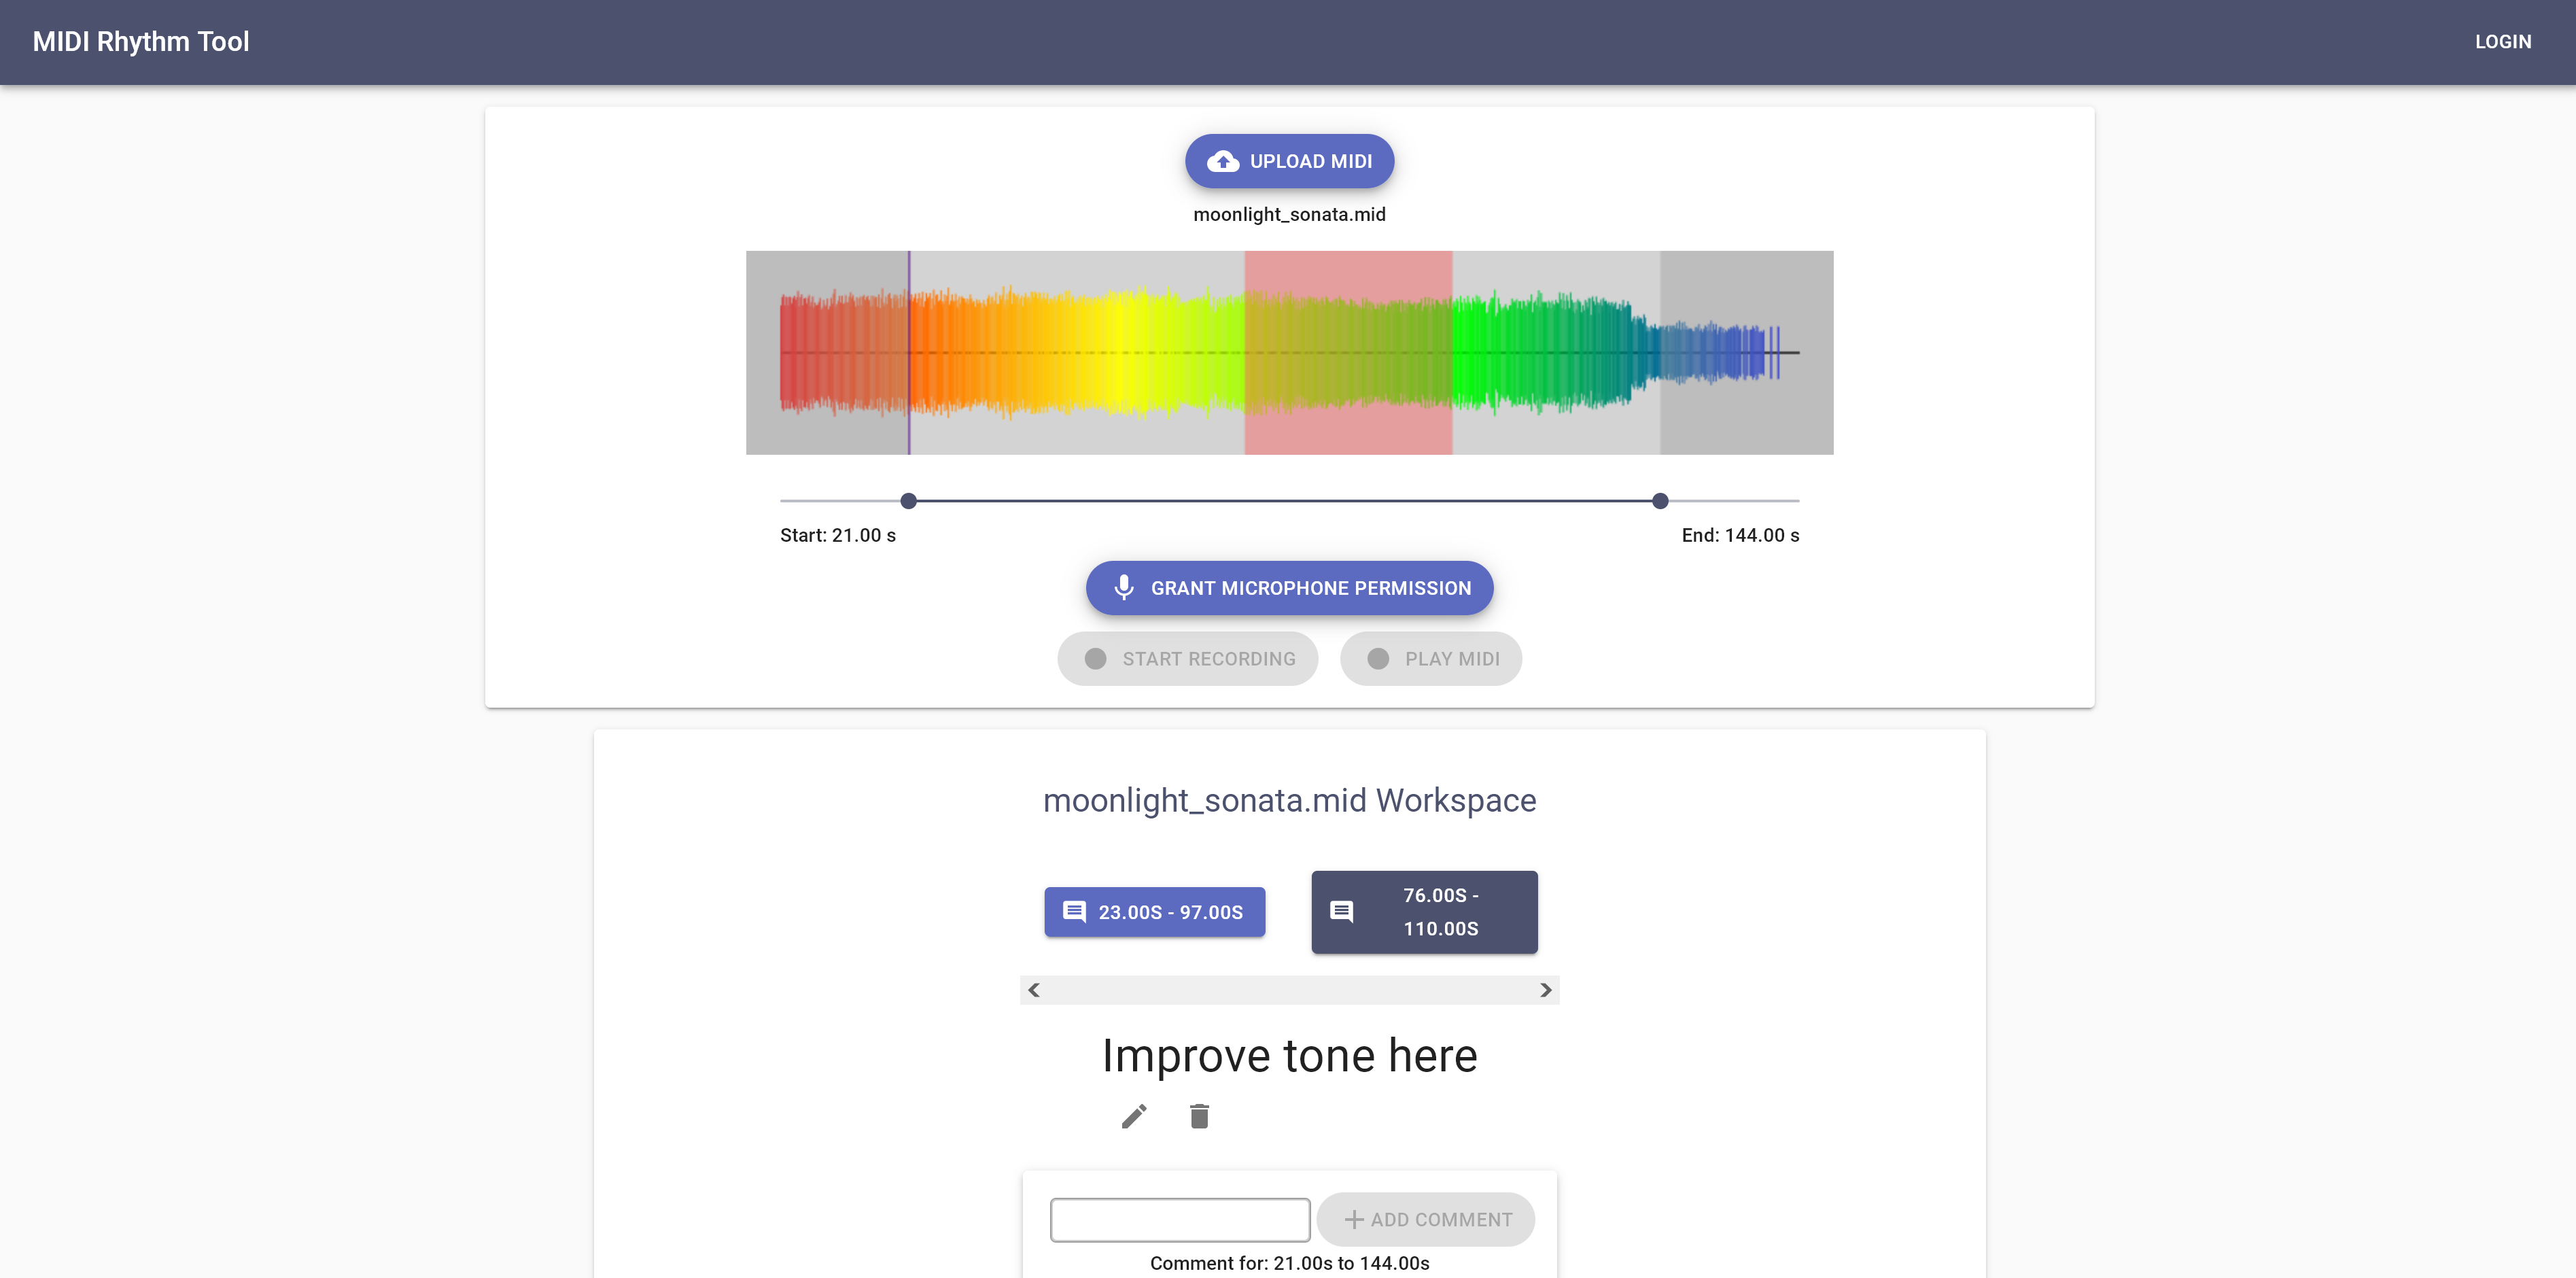 MIDI Rhythm Tool
LOGIN
UPLOAD MIDI
moonlight_sonata.mid
Start: 21.00 s
End: 144.00 s
GRANT MICROPHONE PERMISSION
START RECORDING
PLAY MIDI
moonlight_sonata.mid Workspace
23.00S - 97.00S
76.00S -
110.00S
Improve tone here
ADD COMMENT
Comment for: 21.00s to 144.00s